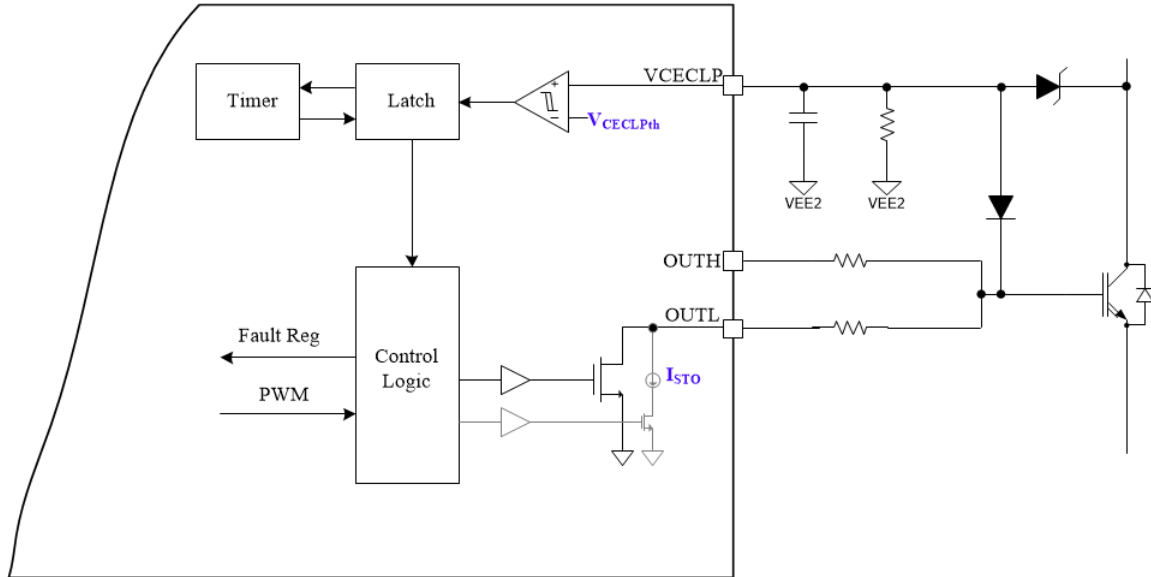 VCECLP
Timer
Latch
+
−
VCECLPth
VEE2
VEE2
OUTH
OUTL
Fault Reg
Control
Logic
ISTO
PWM